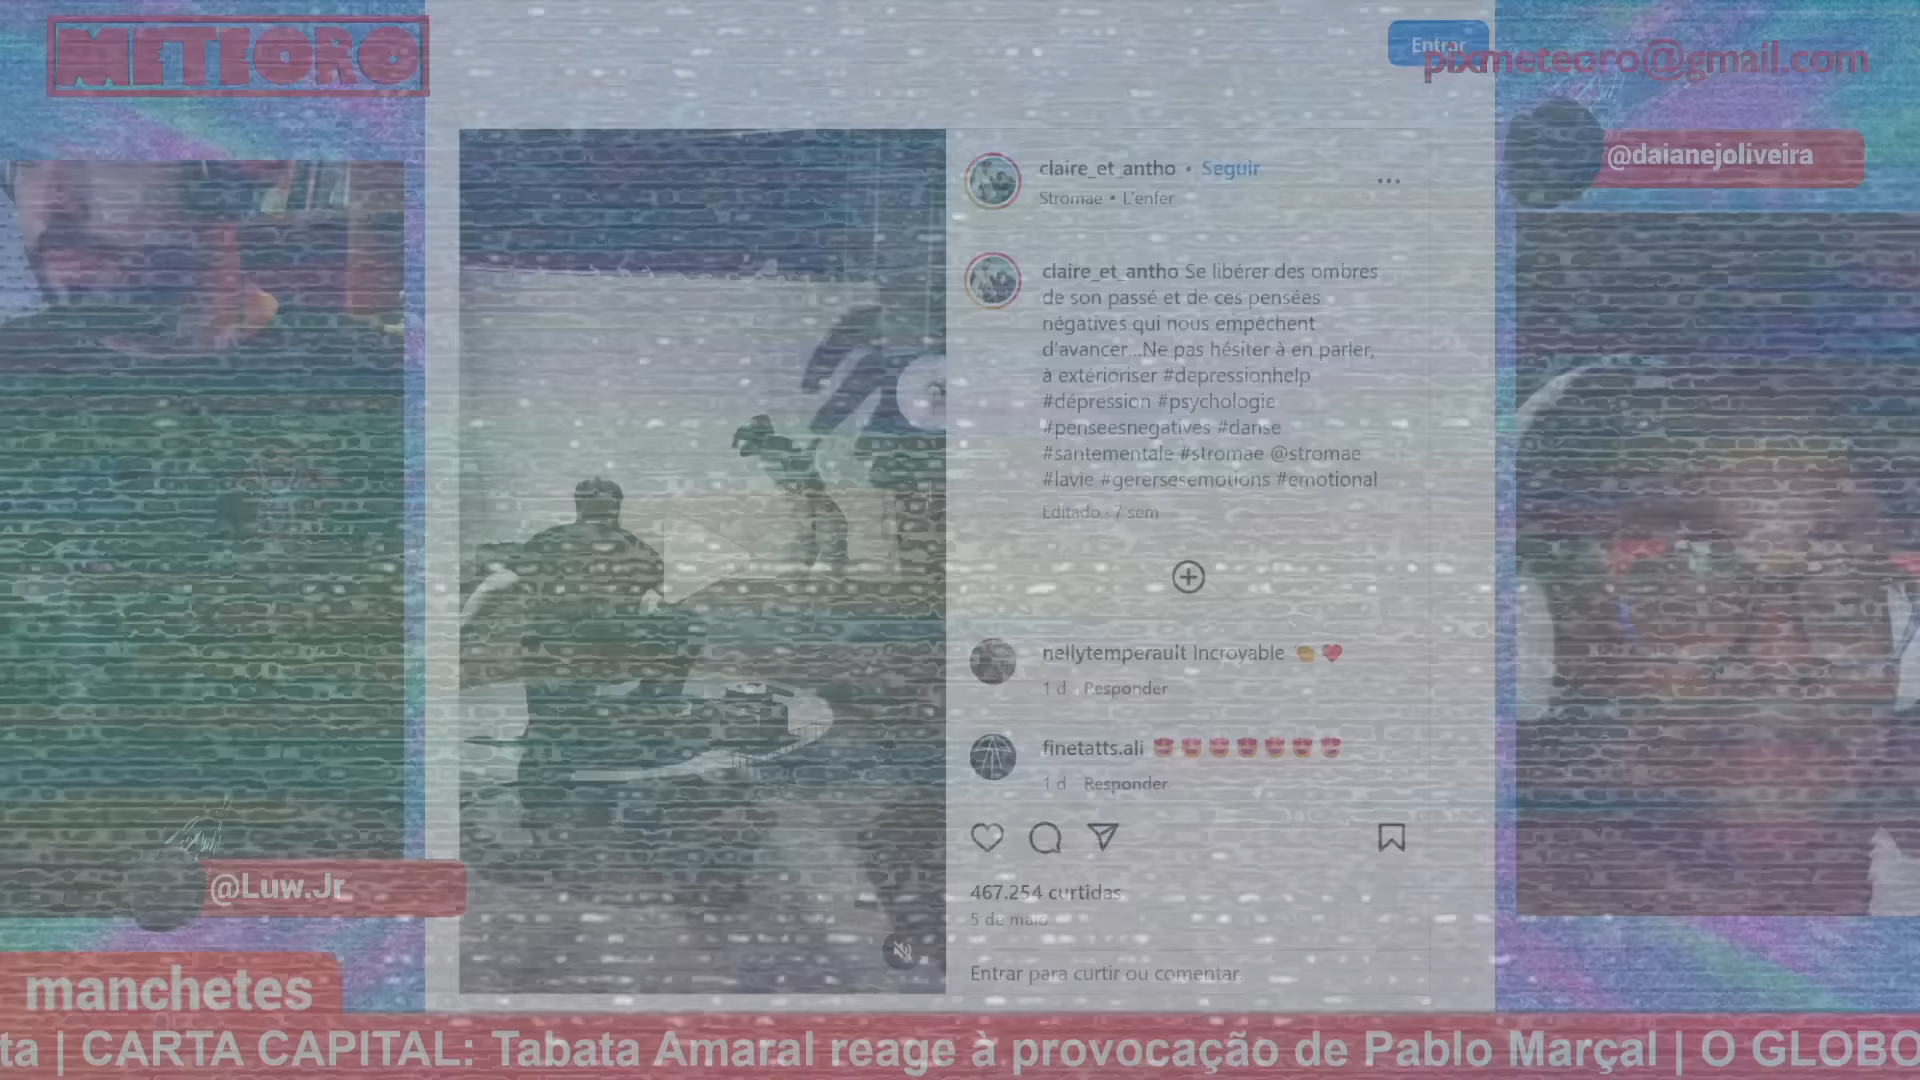 METEORO
Entrar
pixmeteoro@gmail.com
@daianejoliveira
claire_et_antho • Seguir
Stromae • L'enfer
claire_et_antho Se libérer des ombres
de son passé et de ces pensées
négatives qui nous empêchent
d'avancer...Ne pas hésiter à en parler,
à extérioriser #depressionhelp
#dépression #psychologie
#penseesnegatives #danse
#santementale #stromae @stromae
#lavie #gerersesemotions #emotional
Editado · 7 sem
nellytemperault Incroyable 👏❤️
1 d Responder
finetatts.ali 😍😍😍😍😍😍😍
1 d Responder
467.254 curtidas
5 de maio
Entrar para curtir ou comentar.
@Luw.Jr
manchetes
ta | CARTA CAPITAL: Tabata Amaral reage à provocação de Pablo Marçal | O GLOBO